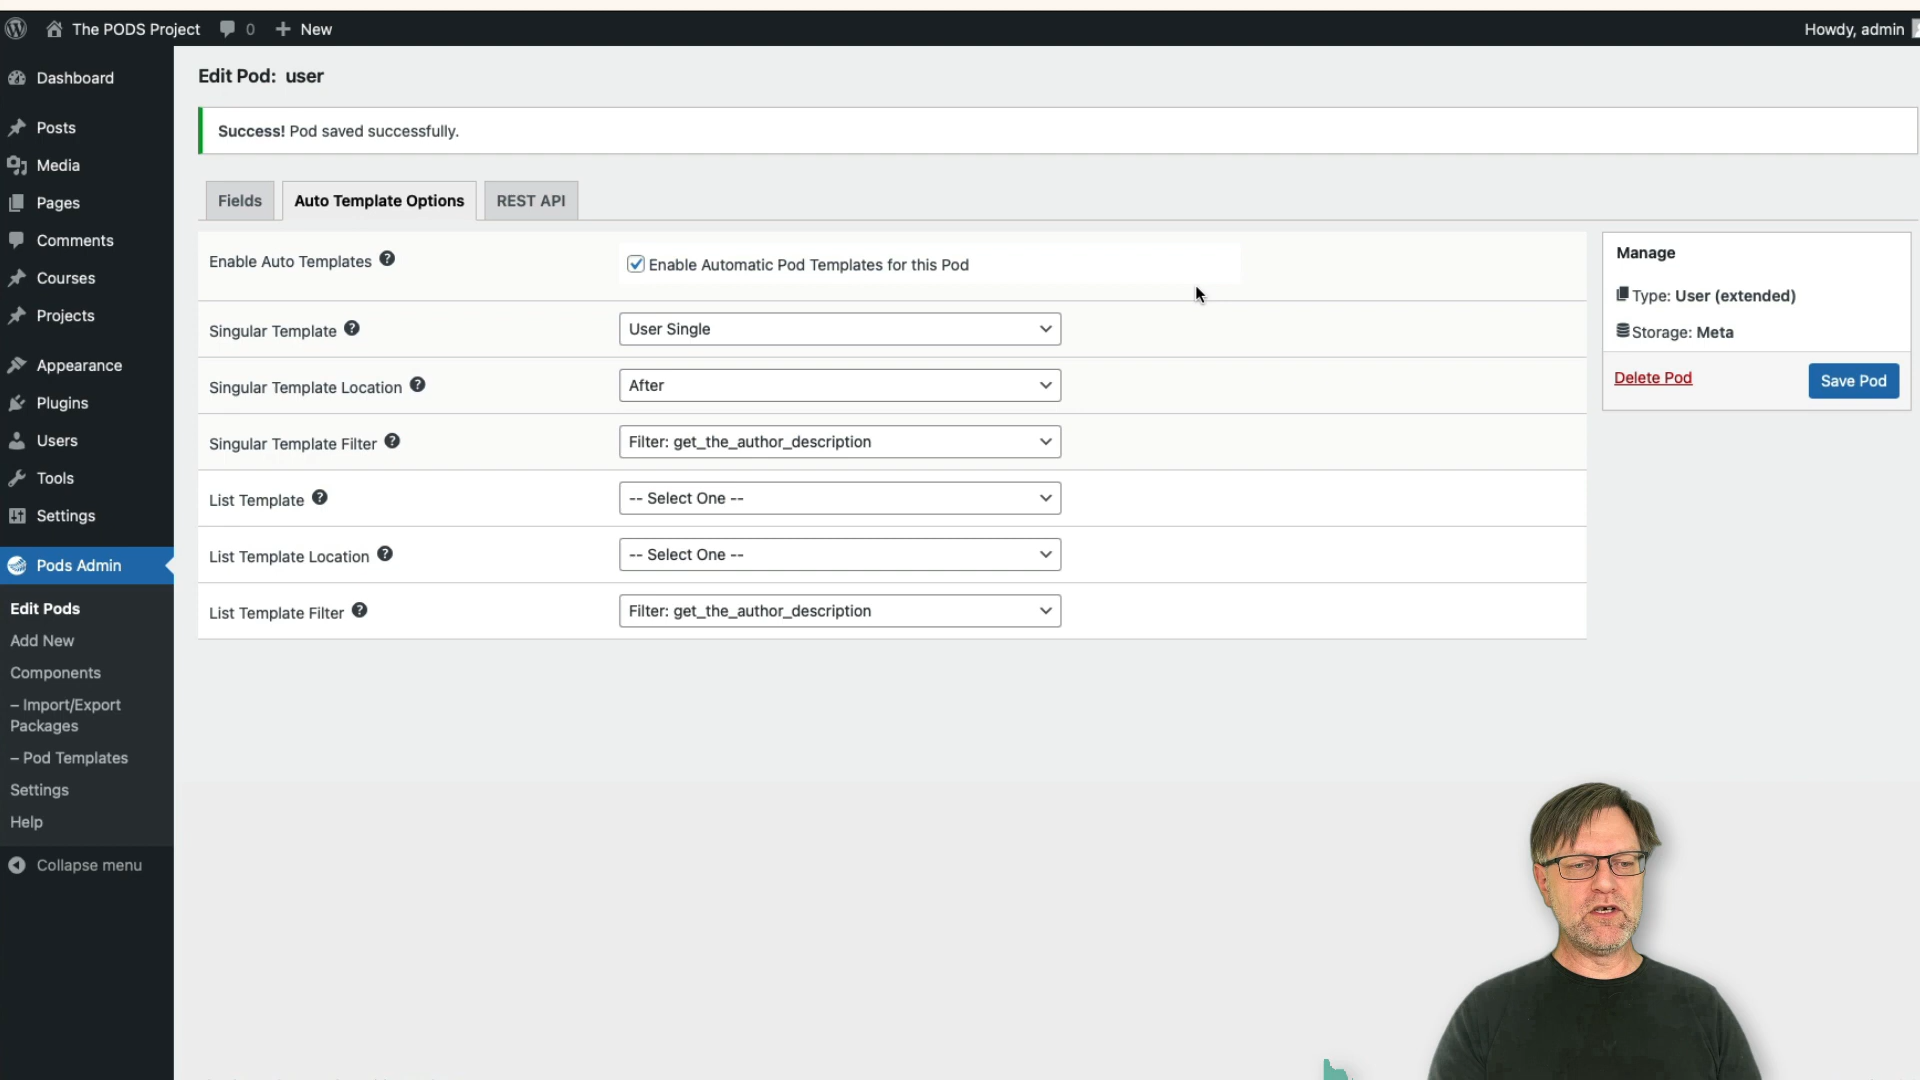 The PODS Project 0 New Howdy, admin
Dashboard
Posts
Media
Pages
Comments
Courses
Projects
Appearance
Plugins
Users
Tools
Settings
Pods Admin
Edit Pods
Add New
Components
– Import/Export
Packages
– Pod Templates
Settings
Help
Collapse menu
Edit Pod: user
Success! Pod saved successfully.
Fields Auto Template Options REST API
Enable Auto Templates ? Enable Automatic Pod Templates for this Pod
Singular Template ? User Single
Singular Template Location ? After
Singular Template Filter ? Filter: get_the_author_description
List Template ? -- Select One --
List Template Location ? -- Select One --
List Template Filter ? Filter: get_the_author_description
Manage
Type: User (extended)
Storage: Meta
Delete Pod Save Pod